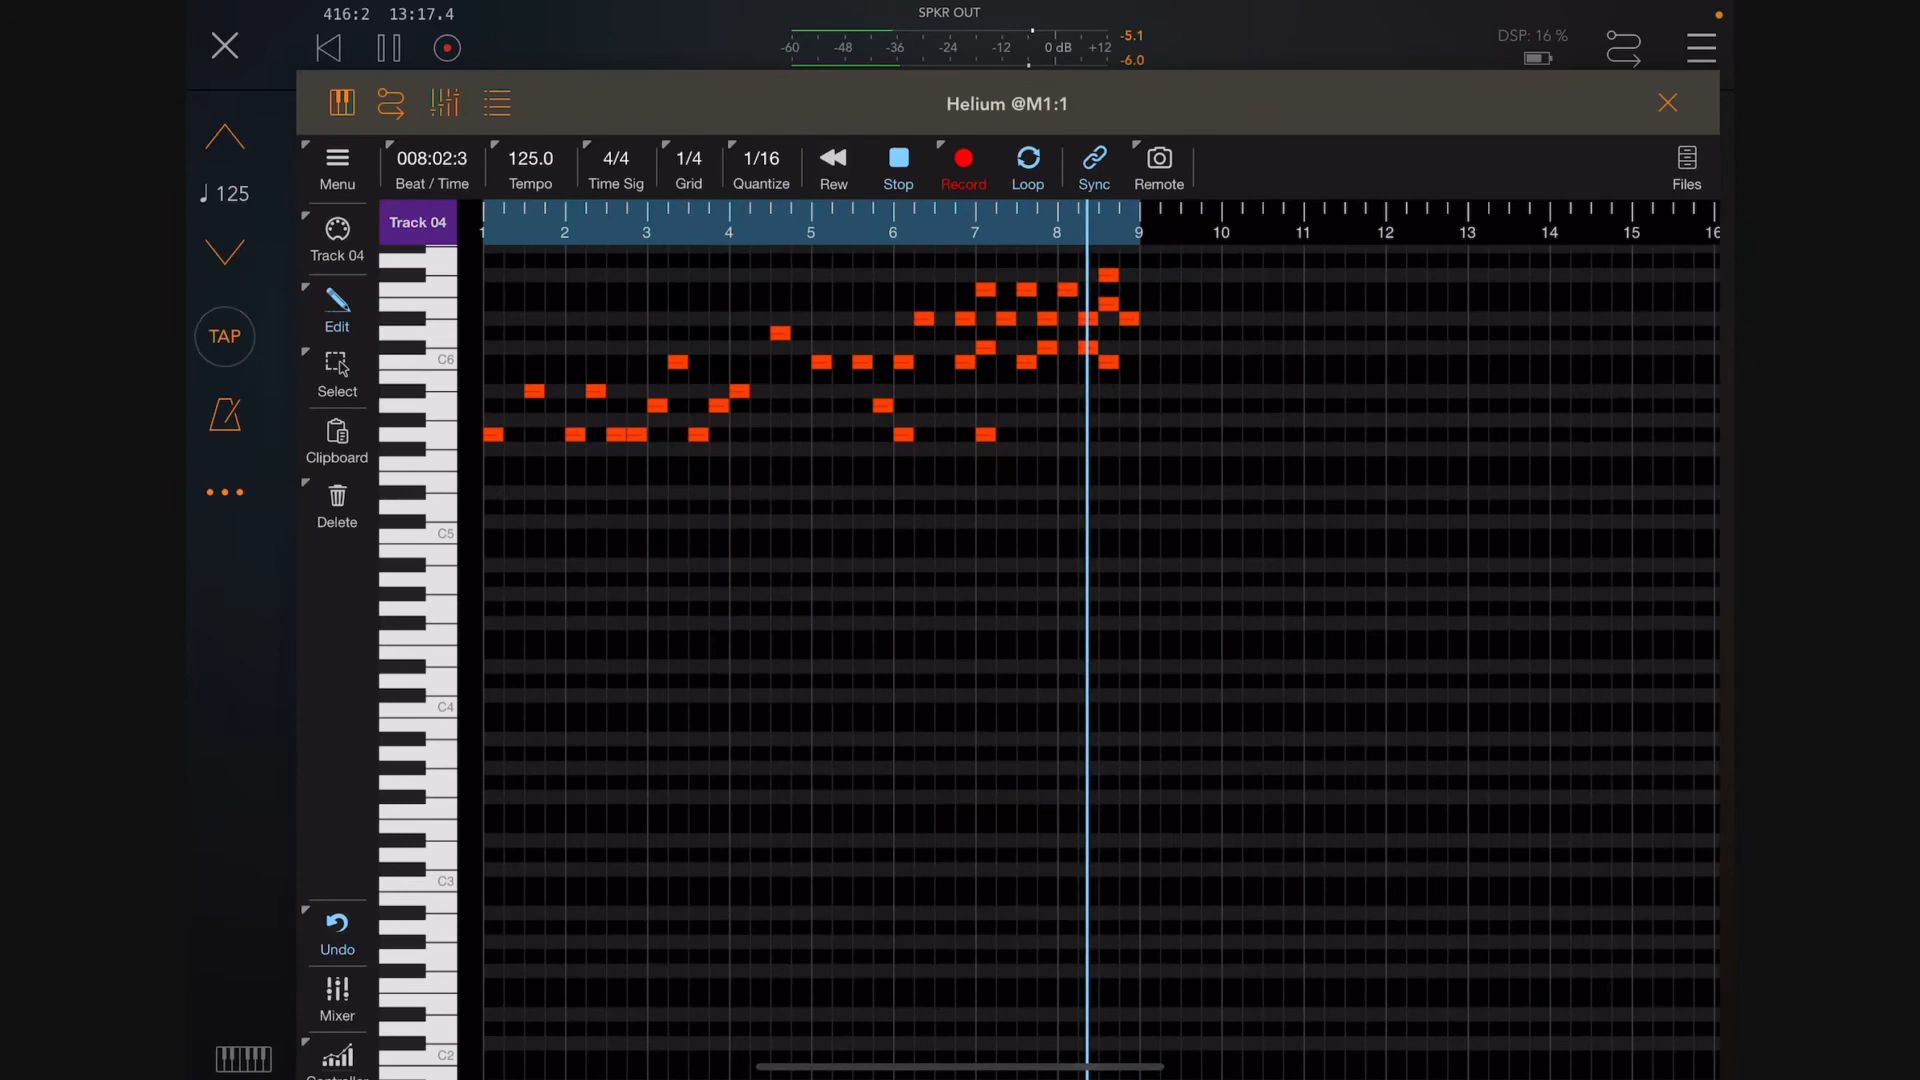 416:2 13:17.4
SPKR OUT
-60 -48 -36 -24 -12 0 dB +12
-5.1
-6.0
DSP: 16 %
Helium @M1:1
125
TAP
008:02:3 125.0 4/4 1/4 1/16
Menu Beat / Time Tempo Time Sig Grid Quantize Rew Stop Record Loop Sync Remote Files
Track 04
1 2 3 4 5 6 7 8 9 10 11 12 13 14 15 16
Track 04
Edit
Select
Clipboard
Delete
C6
C5
C4
C3
C2
Undo
Mixer